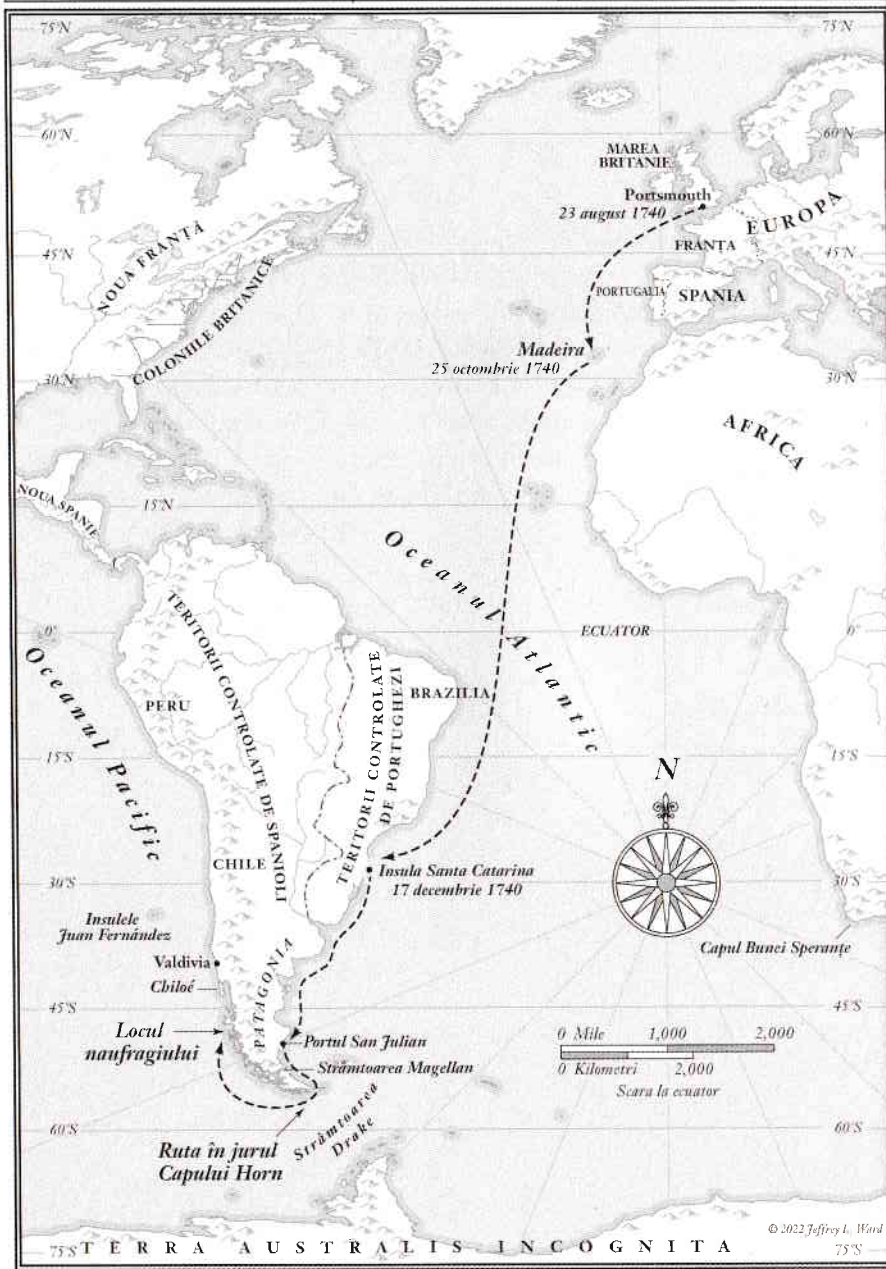 75°N
75°N
60°N
60°N
MAREA
BRITANIE
Portsmouth
23 august 1740
EUROPA
NOUA FRANȚĂ
45°N
FRANȚA
45°N
PORTUGALIA
SPANIA
COLONIILE BRITANICE
Madeira
25 octombrie 1740
30°N
30°N
AFRICA
NOUA SPANIE
15°N
Oceanul Atlantic
0°
ECUATOR
0°
TERITORII CONTROLATE DE SPANIOLI
TERITORII CONTROLATE
DE PORTUGHEZI
BRAZILIA
PERU
Oceanul Pacific
15°S
15°S
N
CHILE
Insula Santa Catarina
17 decembrie 1740
30°S
30°S
Insulele
Juan Fernández
Capul Bunei Speranțe
Valdivia
Chiloé
PATAGONIA
45°S
45°S
Locul
naufragiului
Portul San Julian
Strâmtoarea Magellan
0 Mile 1,000 2,000
0 Kilometri 2,000
Scara la ecuator
60°S
60°S
Strâmtoarea
Drake
Ruta în jurul
Capului Horn
© 2022 Jeffrey L. Ward
75°S
TERRA AUSTRALIS INCOGNITA
75°S